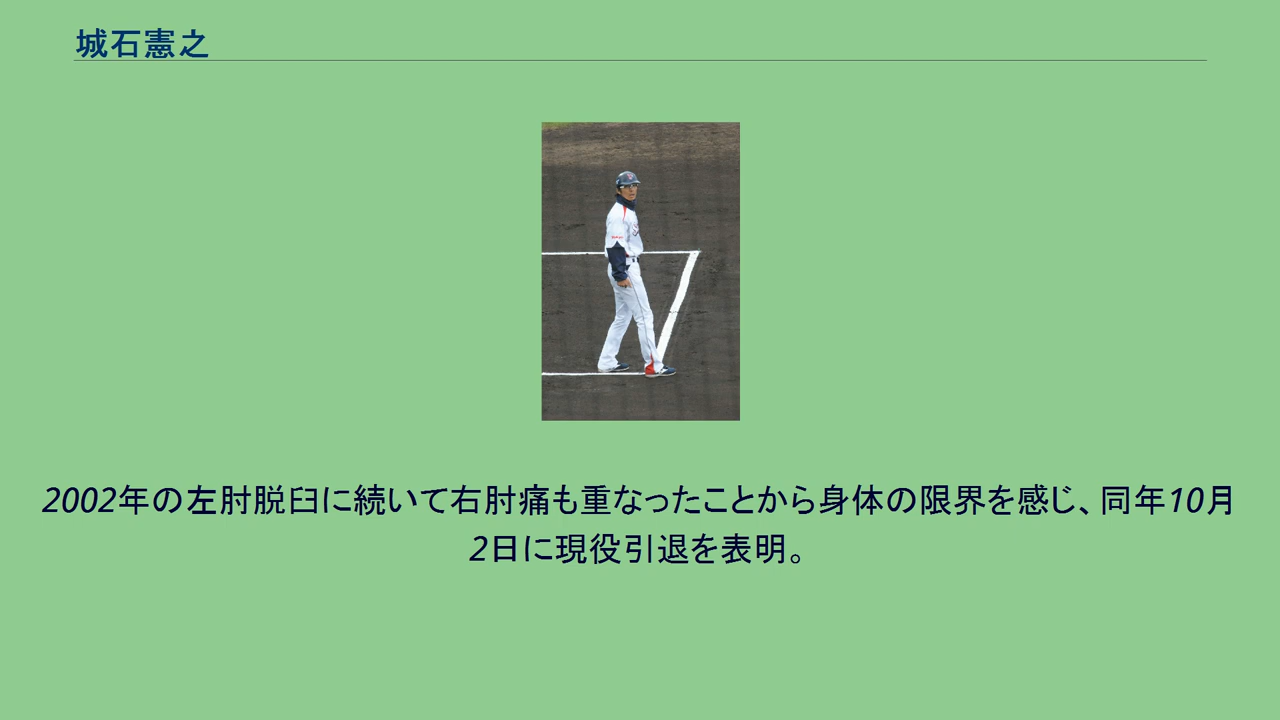 城石憲之
2002年の左肘脱臼に続いて右肘痛も重なったことから身体の限界を感じ、同年10月
2日に現役引退を表明。